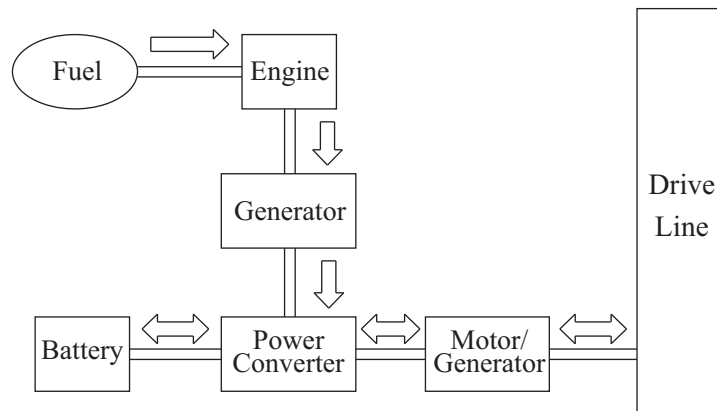 Fuel
Engine
Generator
Drive
Line
Battery
Power
Converter
Motor/
Generator